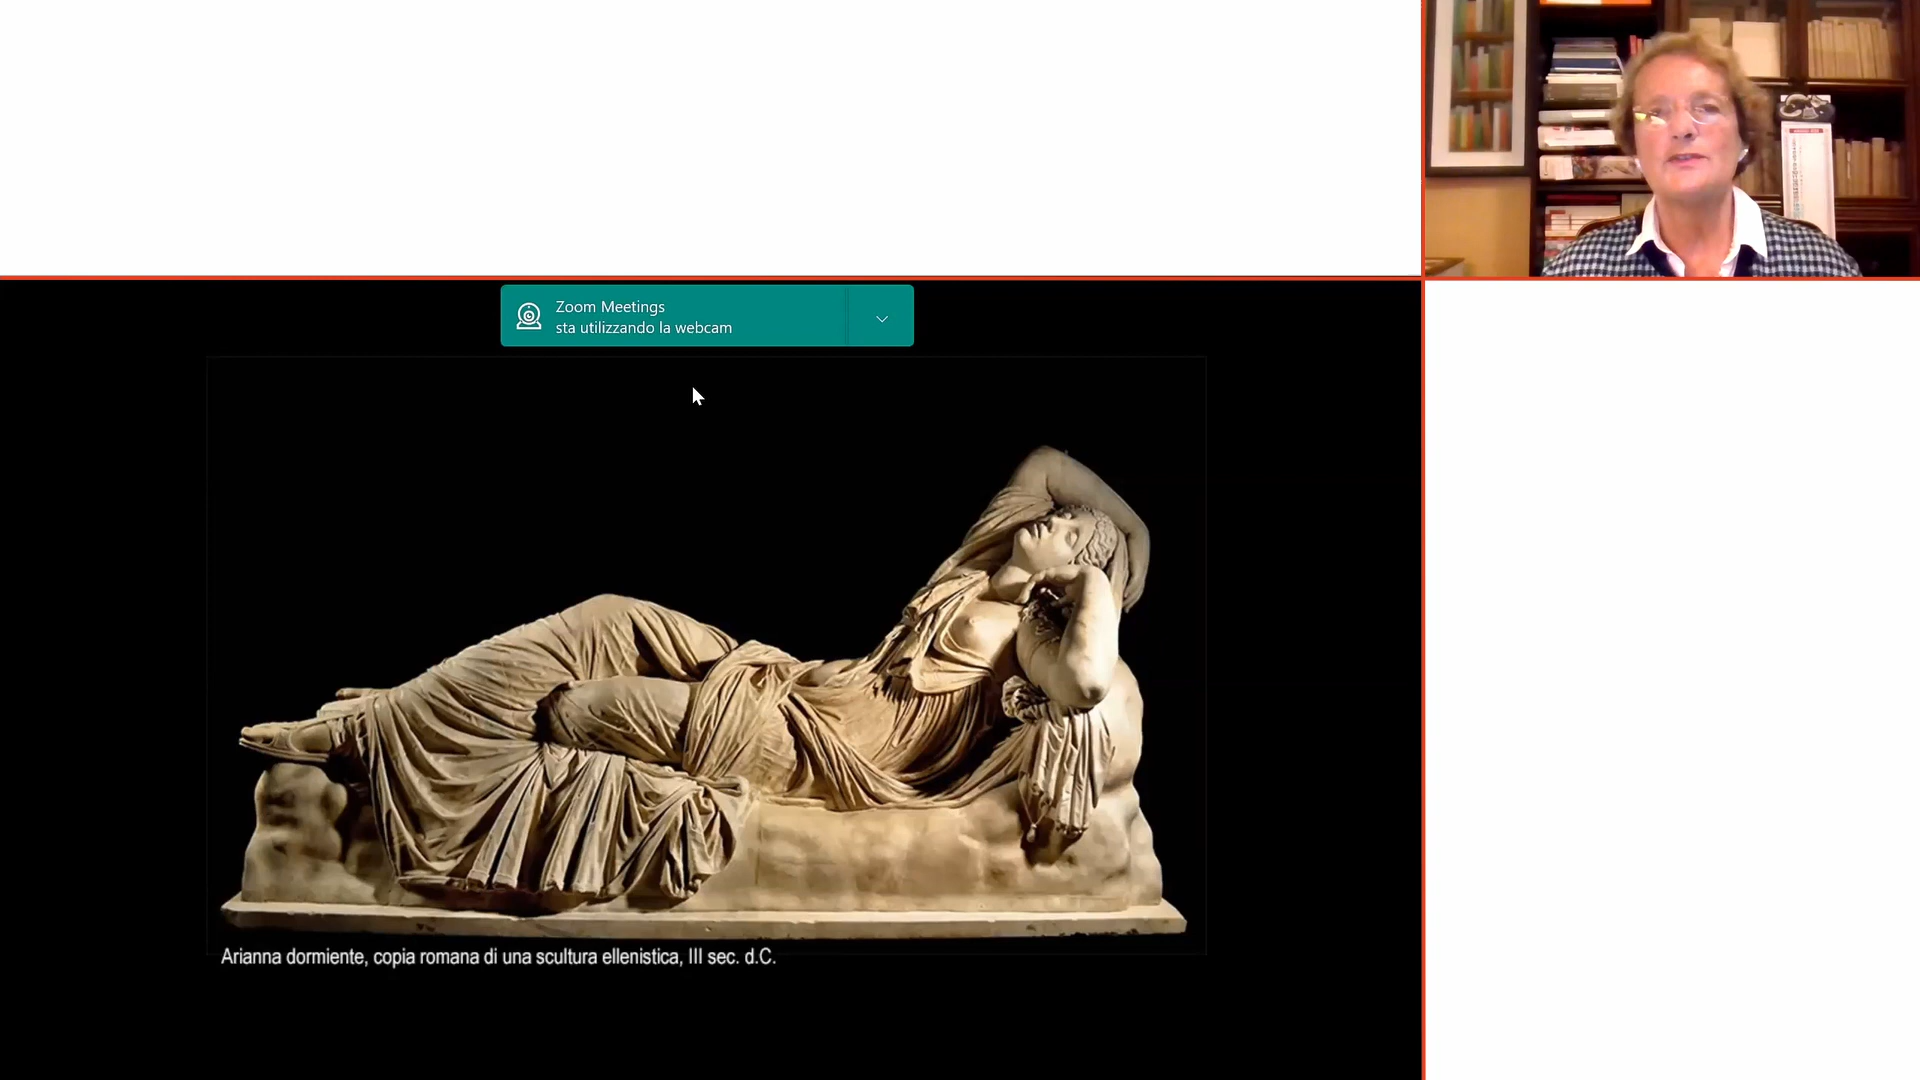 Zoom Meetings
sta utilizzando la webcam
Arianna dormiente, copia romana di una scultura ellenistica, III sec. d.C.